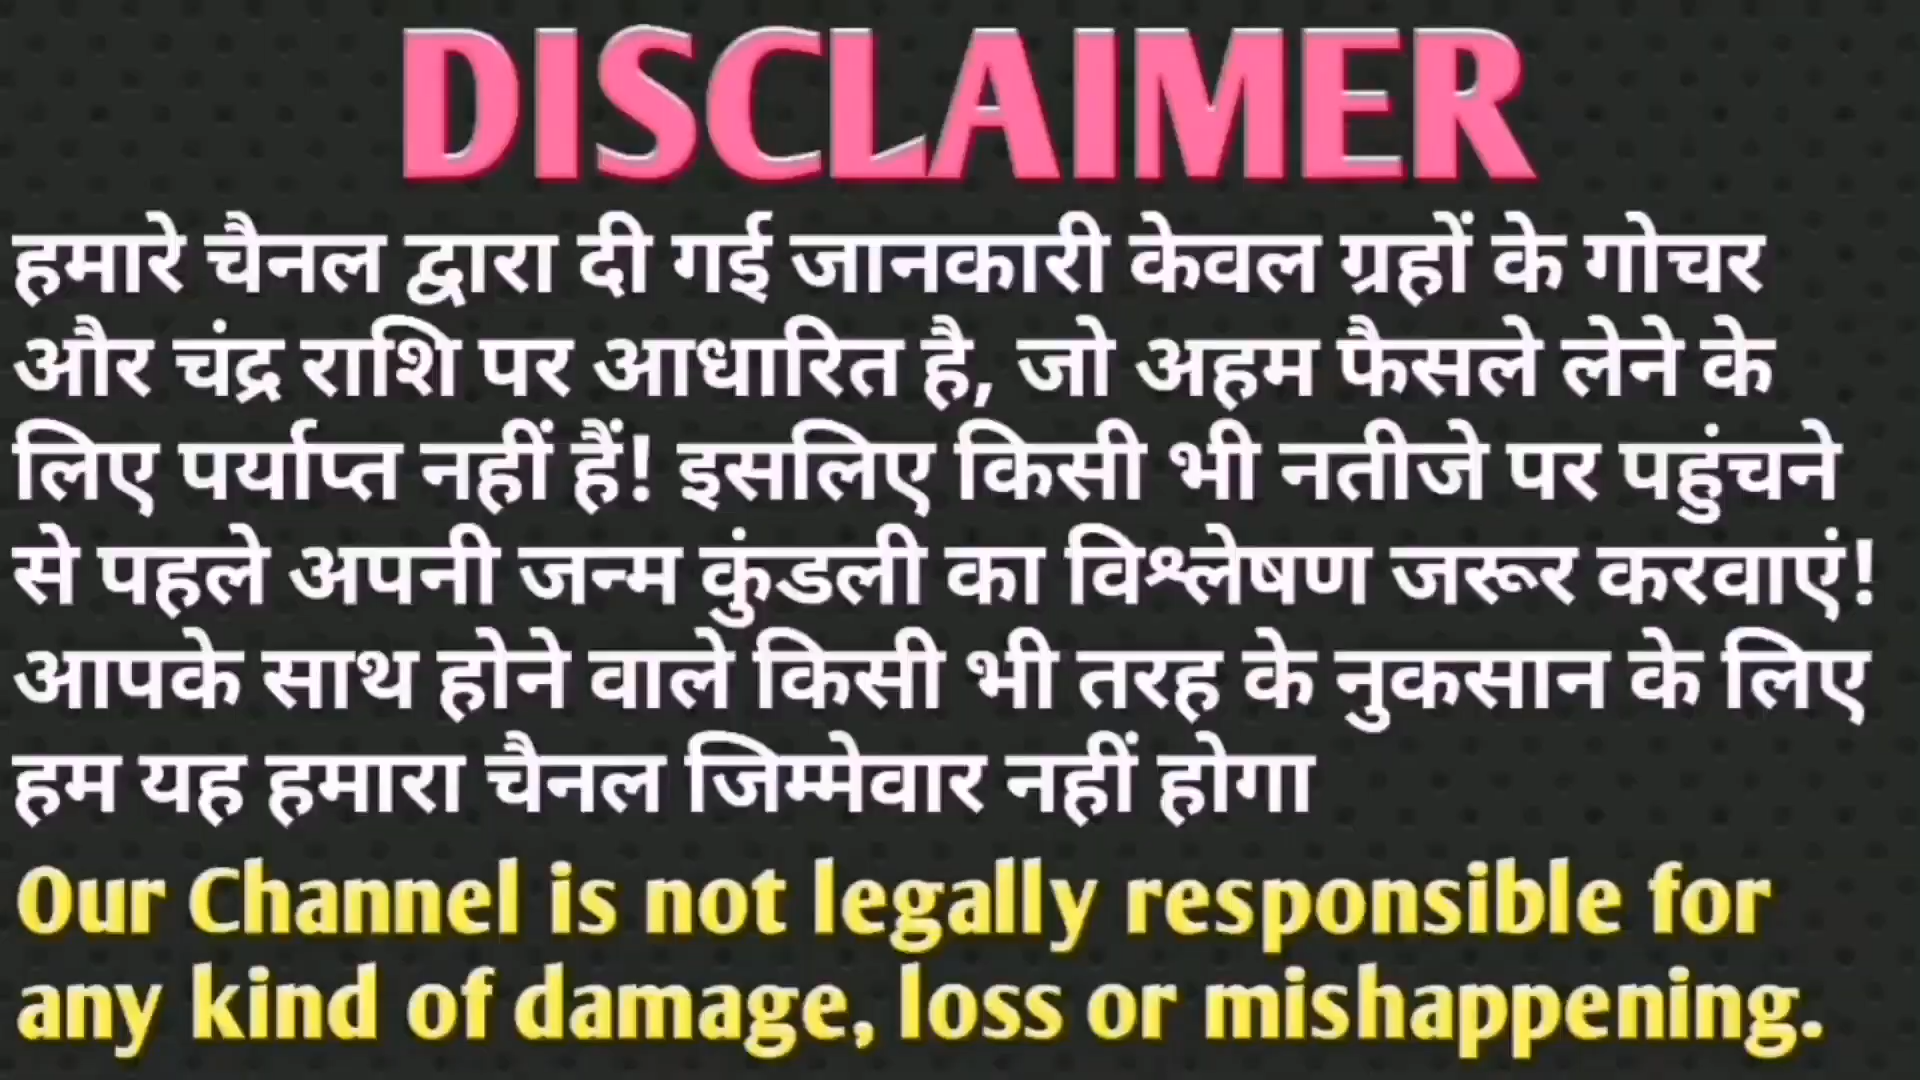 DISCLAIMER
हमारे चैनल द्वारा दी गई जानकारी केवल ग्रहों के गोचर
और चंद्र राशि पर आधारित है, जो अहम फैसले लेने के
लिए पर्याप्त नहीं हैं! इसलिए किसी भी नतीजे पर पहुंचने
से पहले अपनी जन्म कुंडली का विश्लेषण जरूर करवाएं!
आपके साथ होने वाले किसी भी तरह के नुकसान के लिए
हम यह हमारा चैनल जिम्मेवार नहीं होगा
Our Channel is not legally responsible for
any kind of damage, loss or mishappening.